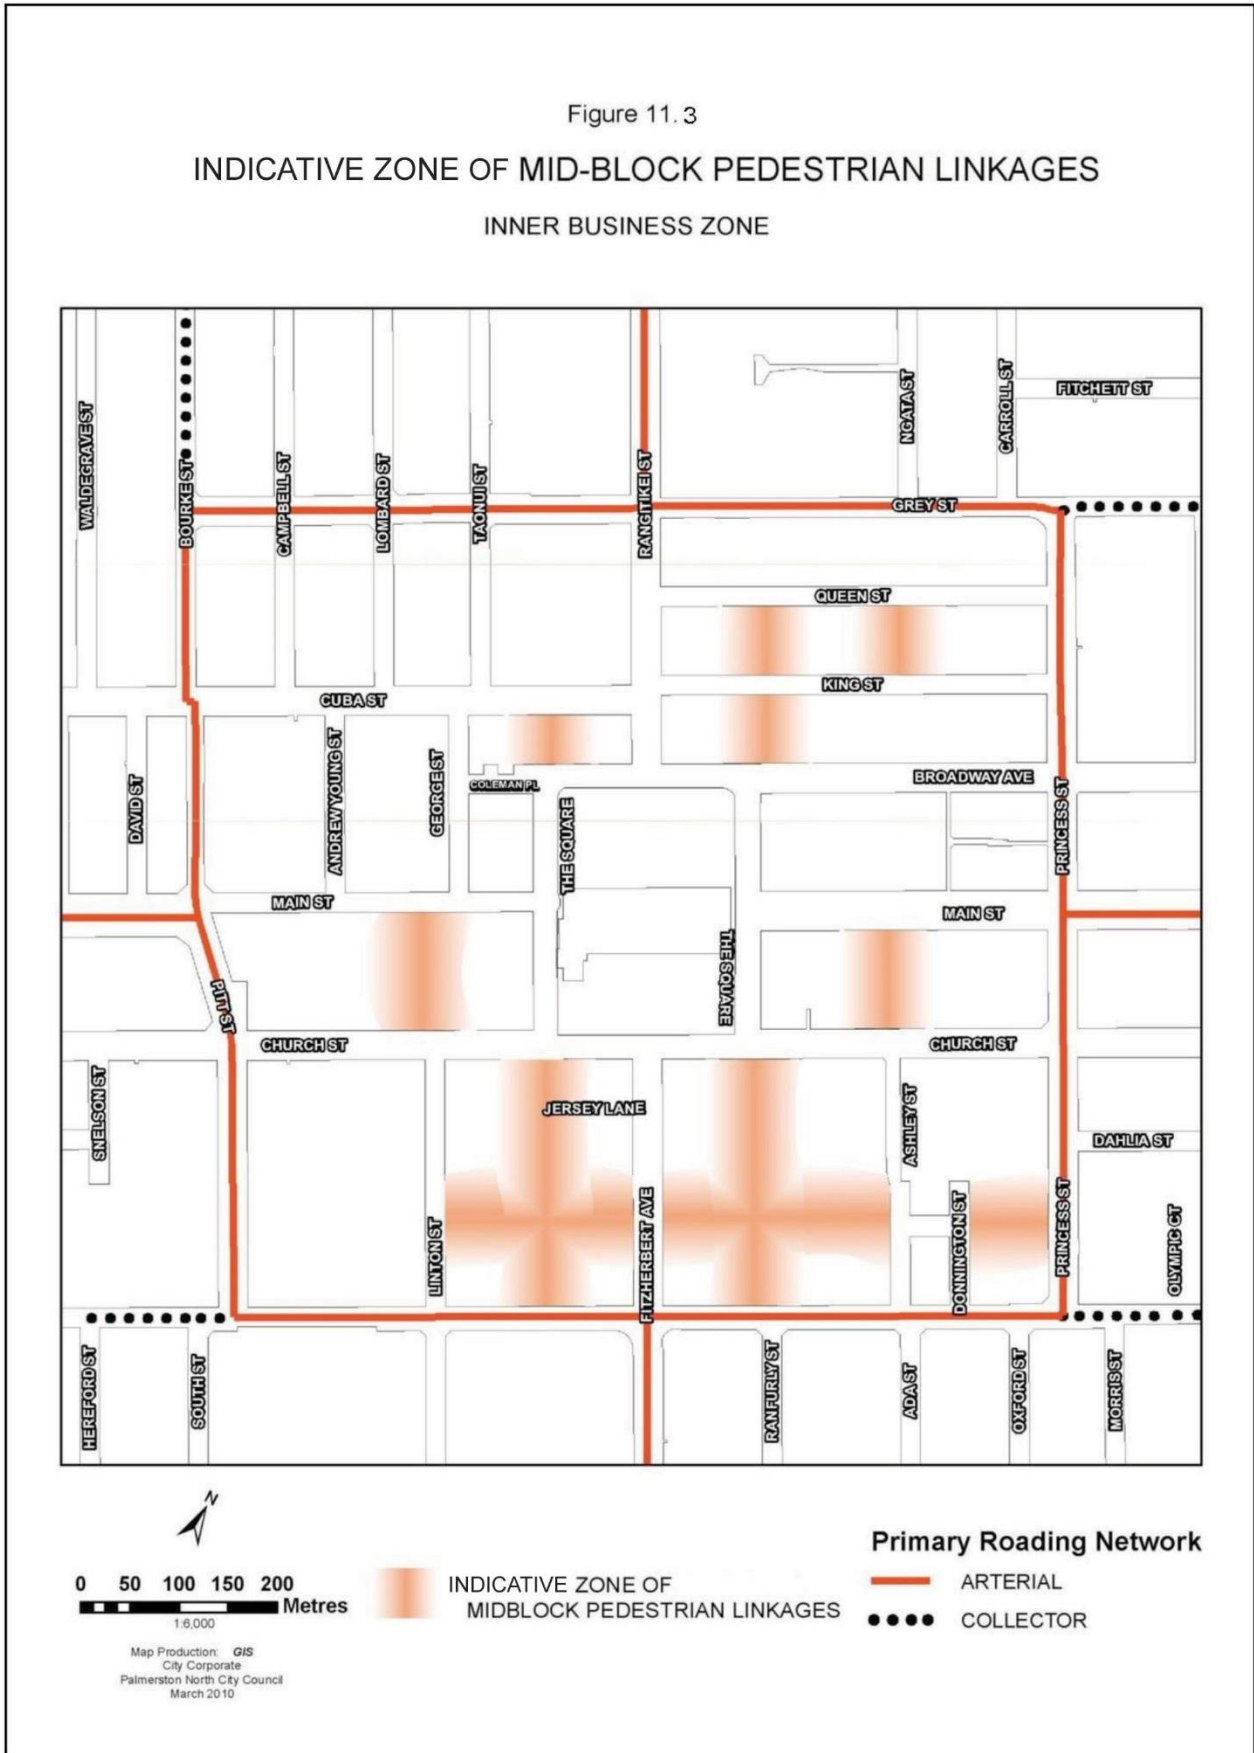 Figure 11.3
INDICATIVE ZONE OF MID-BLOCK PEDESTRIAN LINKAGES
INNER BUSINESS ZONE
WALDEGRAVE ST
BOURKE ST
CAMPBELL ST
LOMBARD ST
TAONUI ST
RANGITIKEI ST
NGATA ST
CARROLL ST
FITCHETT ST
GREY ST
QUEEN ST
KING ST
CUBA ST
DAVID ST
ANDREW YOUNG ST
GEORGE ST
COLEMAN PL
THE SQUARE
BROADWAY AVE
PRINCESS ST
MAIN ST
MAIN ST
THE SQUARE
PITT ST
CHURCH ST
CHURCH ST
SNELSON ST
JERSEY LANE
ASHLEY ST
DAHLIA ST
LINTON ST
FITZHERBERT AVE
DONNINGTON ST
PRINCESS ST
OLYMPIC CT
HEREFORD ST
SOUTH ST
RANFURLY ST
ADA ST
OXFORD ST
MORRIS ST
N
0 50 100 150 200
Metres
1:6,000
Map Production: GIS
City Corporate
Palmerston North City Council
March 2010
INDICATIVE ZONE OF
MIDBLOCK PEDESTRIAN LINKAGES
Primary Roading Network
ARTERIAL
COLLECTOR